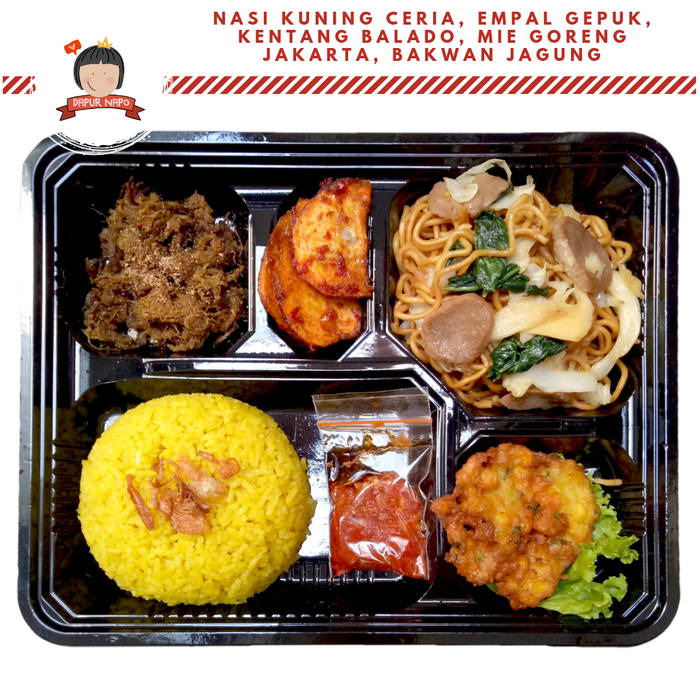 NASI KUNING CERIA, EMPAL GEPUK,
KENTANG BALADO, MIE GORENG
JAKARTA, BAKWAN JAGUNG
DAPUR NAPO